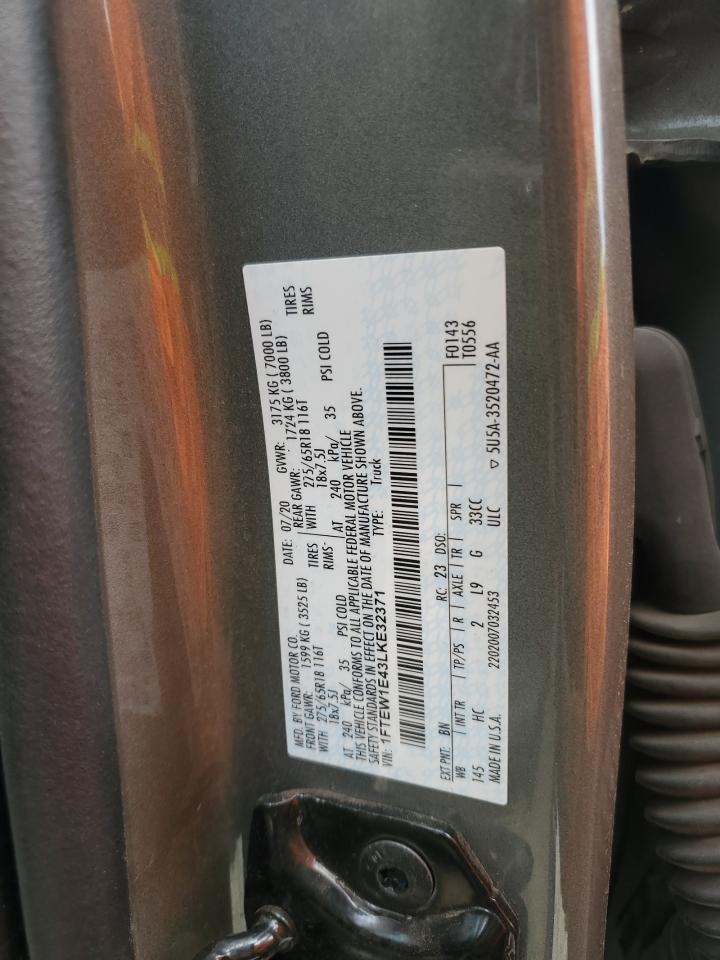 MFD. BY FORD MOTOR CO.
DATE: 07/20 GVWR: 3175 KG ( 7000 LB)
FRONT GAWR: 1599 KG ( 3525 LB) REAR GAWR: 1724 KG ( 3800 LB)
WITH 275/65R18 116T TIRES WITH 275/65R18 116T TIRES
18x7.5J RIMS 18x7.5J RIMS
AT 240 kPa/ 35 PSI COLD AT 240 kPa/ 35 PSI COLD
THIS VEHICLE CONFORMS TO ALL APPLICABLE FEDERAL MOTOR VEHICLE
SAFETY STANDARDS IN EFFECT ON THE DATE OF MANUFACTURE SHOWN ABOVE.
VIN: 1FTEW1E43LKE32371 TYPE: Truck
EXT PNT: BN RC: 23 DSO: F0143
WB INT TR TP/PS R AXLE TR SPR T0556
145 HC 2 L9 G 33CC
MADE IN U.S.A. 2202007032453 ULC ▽ 5U5A-3520472-AA